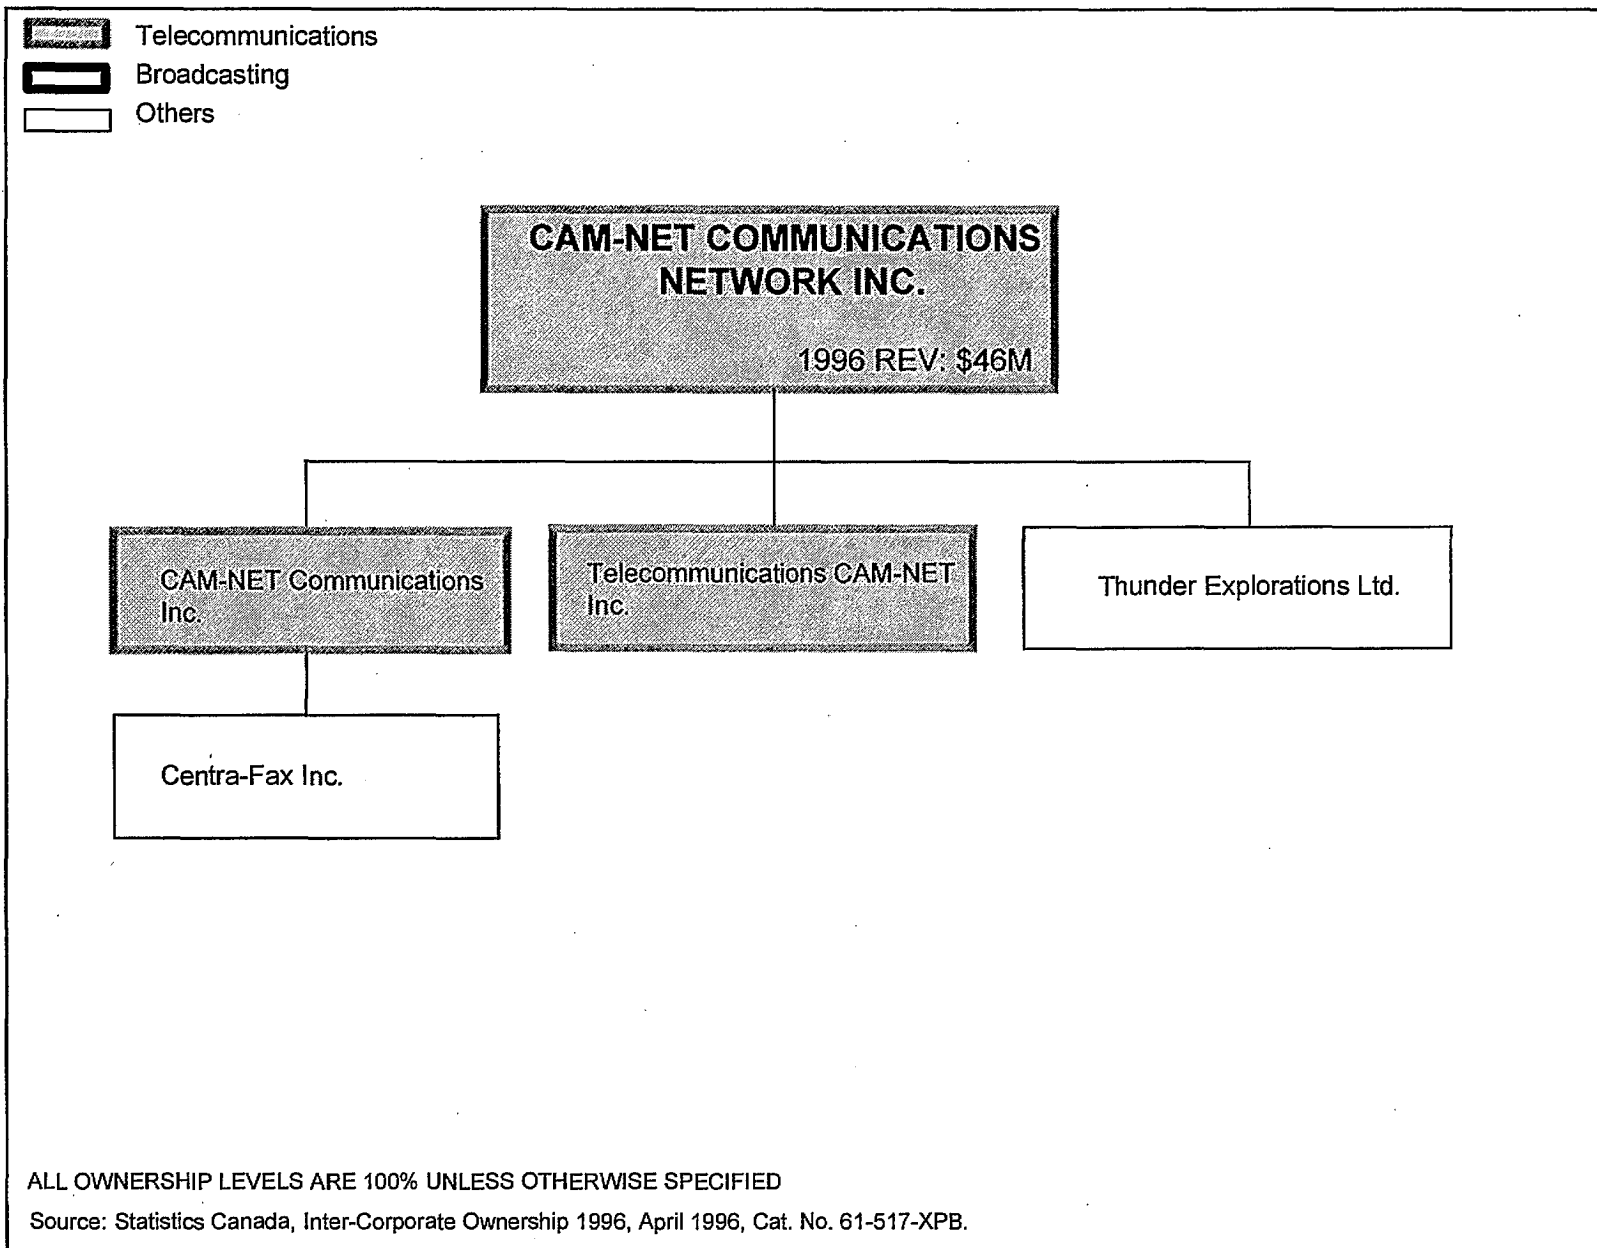 Telecommunications
Broadcasting
Others
CAM-NET COMMUNICATIONS
NETWORK INC.
1996 REV: $46M
CAM-NET Communications
Inc.
Telecommunications CAM-NET
Inc.
Thunder Explorations Ltd.
Centra-Fax Inc.
ALL OWNERSHIP LEVELS ARE 100% UNLESS OTHERWISE SPECIFIED
Source: Statistics Canada, Inter-Corporate Ownership 1996, April 1996, Cat. No. 61-517-XPB.